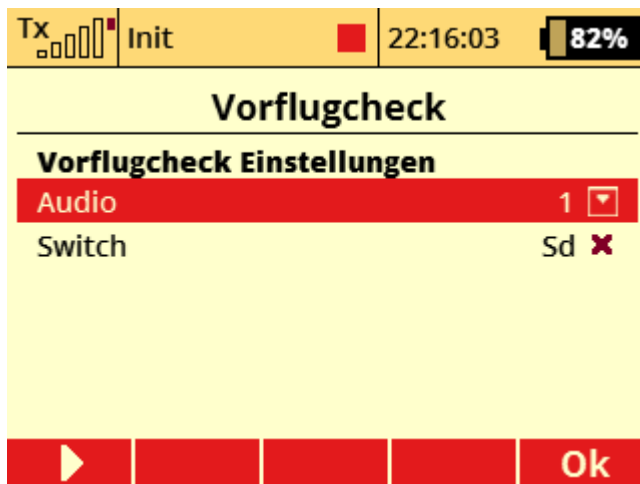 Tx Init 22:16:03 82%
Vorflugcheck
Vorflugcheck Einstellungen
Audio 1
Switch Sd
Ok